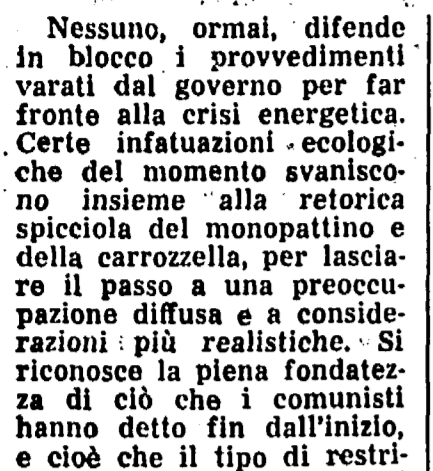 Nessuno, ormai, difende
in blocco i provvedimenti
varati dal governo per far
fronte alla crisi energetica.
Certe infatuazioni ecologi-
che del momento svanisco-
no insieme alla retorica
spicciola del monopattino e
della carrozzella, per lascia-
re il passo a una preoccu-
pazione diffusa e a conside-
razioni più realistiche. Si
riconosce la piena fondatez-
za di ciò che i comunisti
hanno detto fin dall'inizio,
e cioè che il tipo di restri-